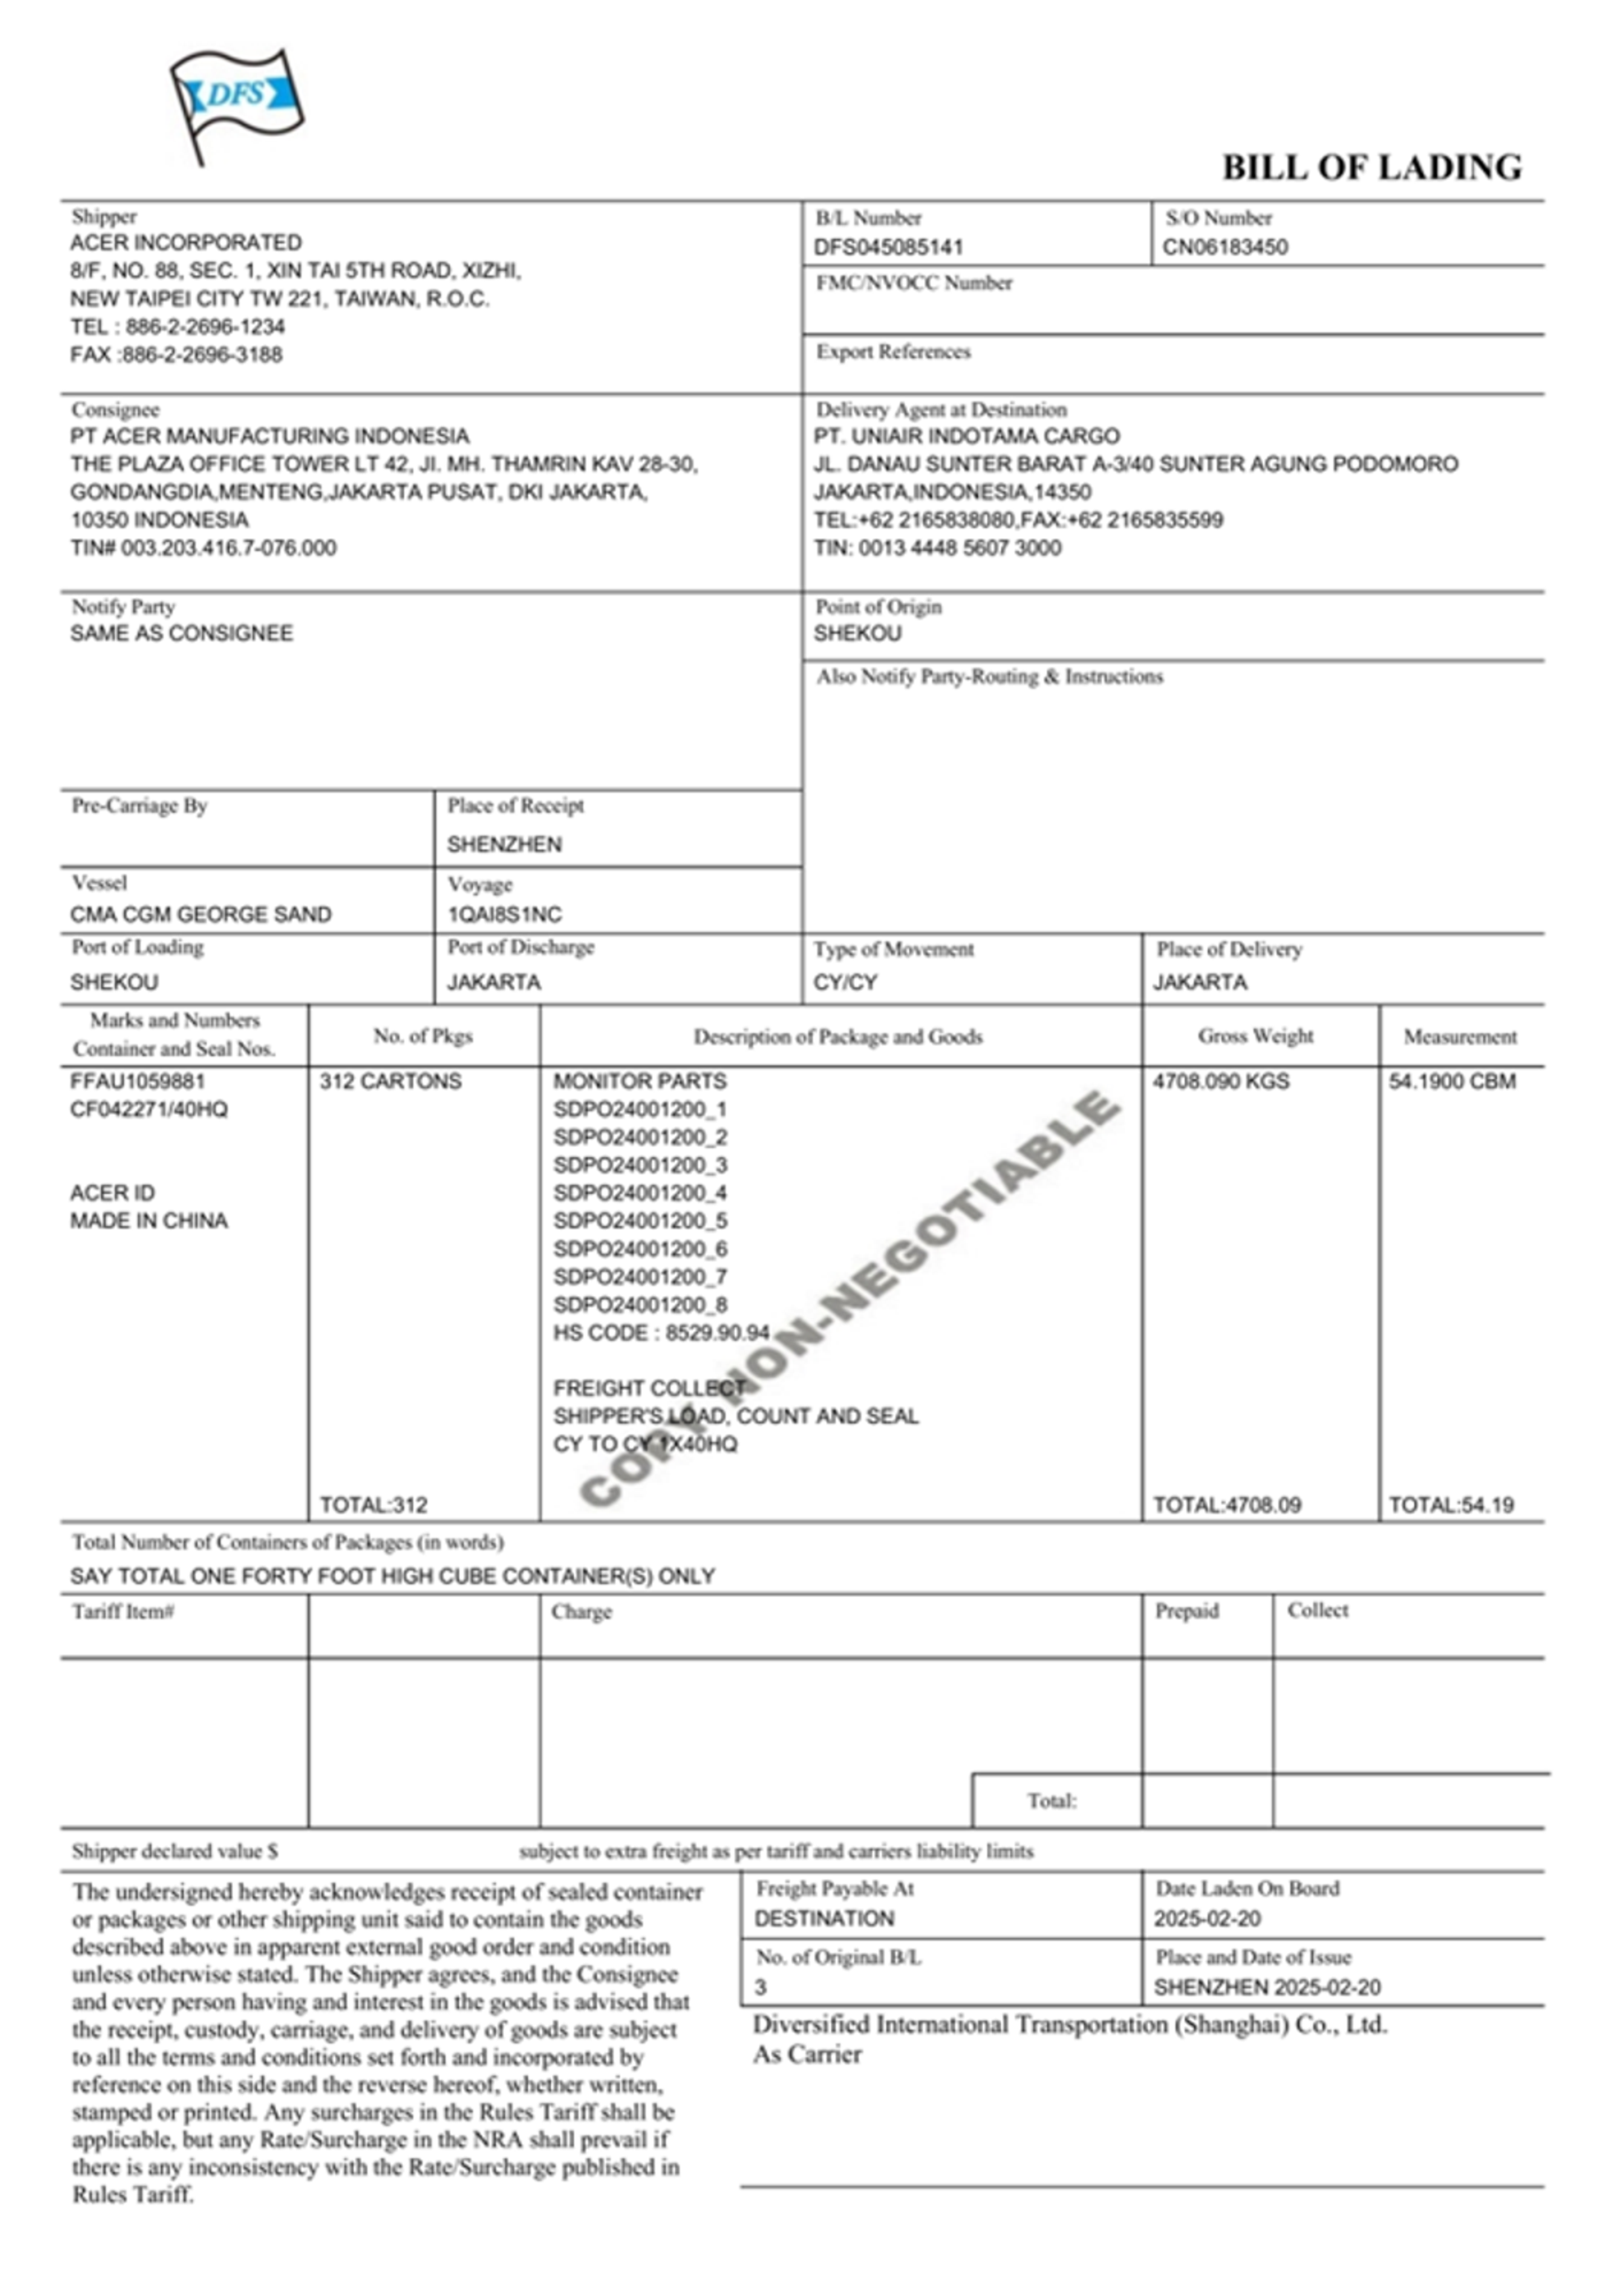 DFS
BILL OF LADING
Shipper
ACER INCORPORATED
8/F, NO. 88, SEC. 1, XIN TAI 5TH ROAD, XIZHI,
NEW TAIPEI CITY TW 221, TAIWAN, R.O.C.
TEL : 886-2-2696-1234
FAX :886-2-2696-3188
B/L Number
DFS045085141
S/O Number
CN06183450
FMC/NVOCC Number
Export References
Consignee
PT ACER MANUFACTURING INDONESIA
THE PLAZA OFFICE TOWER LT 42, JI. MH. THAMRIN KAV 28-30,
GONDANGDIA,MENTENG,JAKARTA PUSAT, DKI JAKARTA,
10350 INDONESIA
TIN# 003.203.416.7-076.000
Delivery Agent at Destination
PT. UNIAIR INDOTAMA CARGO
JL. DANAU SUNTER BARAT A-3/40 SUNTER AGUNG PODOMORO
JAKARTA,INDONESIA,14350
TEL:+62 2165838080,FAX:+62 2165835599
TIN: 0013 4448 5607 3000
Notify Party
SAME AS CONSIGNEE
Point of Origin
SHEKOU
Also Notify Party-Routing & Instructions
Pre-Carriage By
Place of Receipt
SHENZHEN
Vessel
CMA CGM GEORGE SAND
Voyage
1QAI8S1NC
Port of Loading
SHEKOU
Port of Discharge
JAKARTA
Type of Movement
CY/CY
Place of Delivery
JAKARTA
Marks and Numbers
Container and Seal Nos.
No. of Pkgs
Description of Package and Goods
Gross Weight
Measurement
FFAU1059881
CF042271/40HQ
ACER ID
MADE IN CHINA
312 CARTONS
TOTAL:312
MONITOR PARTS
SDPO24001200_1
SDPO24001200_2
SDPO24001200_3
SDPO24001200_4
SDPO24001200_5
SDPO24001200_6
SDPO24001200_7
SDPO24001200_8
HS CODE : 8529.90.94
FREIGHT COLLECT
SHIPPER'S LOAD, COUNT AND SEAL
CY TO CY 1X40HQ
COPY NON-NEGOTIABLE
4708.090 KGS
TOTAL:4708.09
54.1900 CBM
TOTAL:54.19
Total Number of Containers of Packages (in words)
SAY TOTAL ONE FORTY FOOT HIGH CUBE CONTAINER(S) ONLY
Tariff Item#
Charge
Prepaid
Collect
Total:
Shipper declared value $
subject to extra freight as per tariff and carriers liability limits
The undersigned hereby acknowledges receipt of sealed container
or packages or other shipping unit said to contain the goods
described above in apparent external good order and condition
unless otherwise stated. The Shipper agrees, and the Consignee
and every person having and interest in the goods is advised that
the receipt, custody, carriage, and delivery of goods are subject
to all the terms and conditions set forth and incorporated by
reference on this side and the reverse hereof, whether written,
stamped or printed. Any surcharges in the Rules Tariff shall be
applicable, but any Rate/Surcharge in the NRA shall prevail if
there is any inconsistency with the Rate/Surcharge published in
Rules Tariff.
Freight Payable At
DESTINATION
Date Laden On Board
2025-02-20
No. of Original B/L
3
Place and Date of Issue
SHENZHEN 2025-02-20
Diversified International Transportation (Shanghai) Co., Ltd.
As Carrier